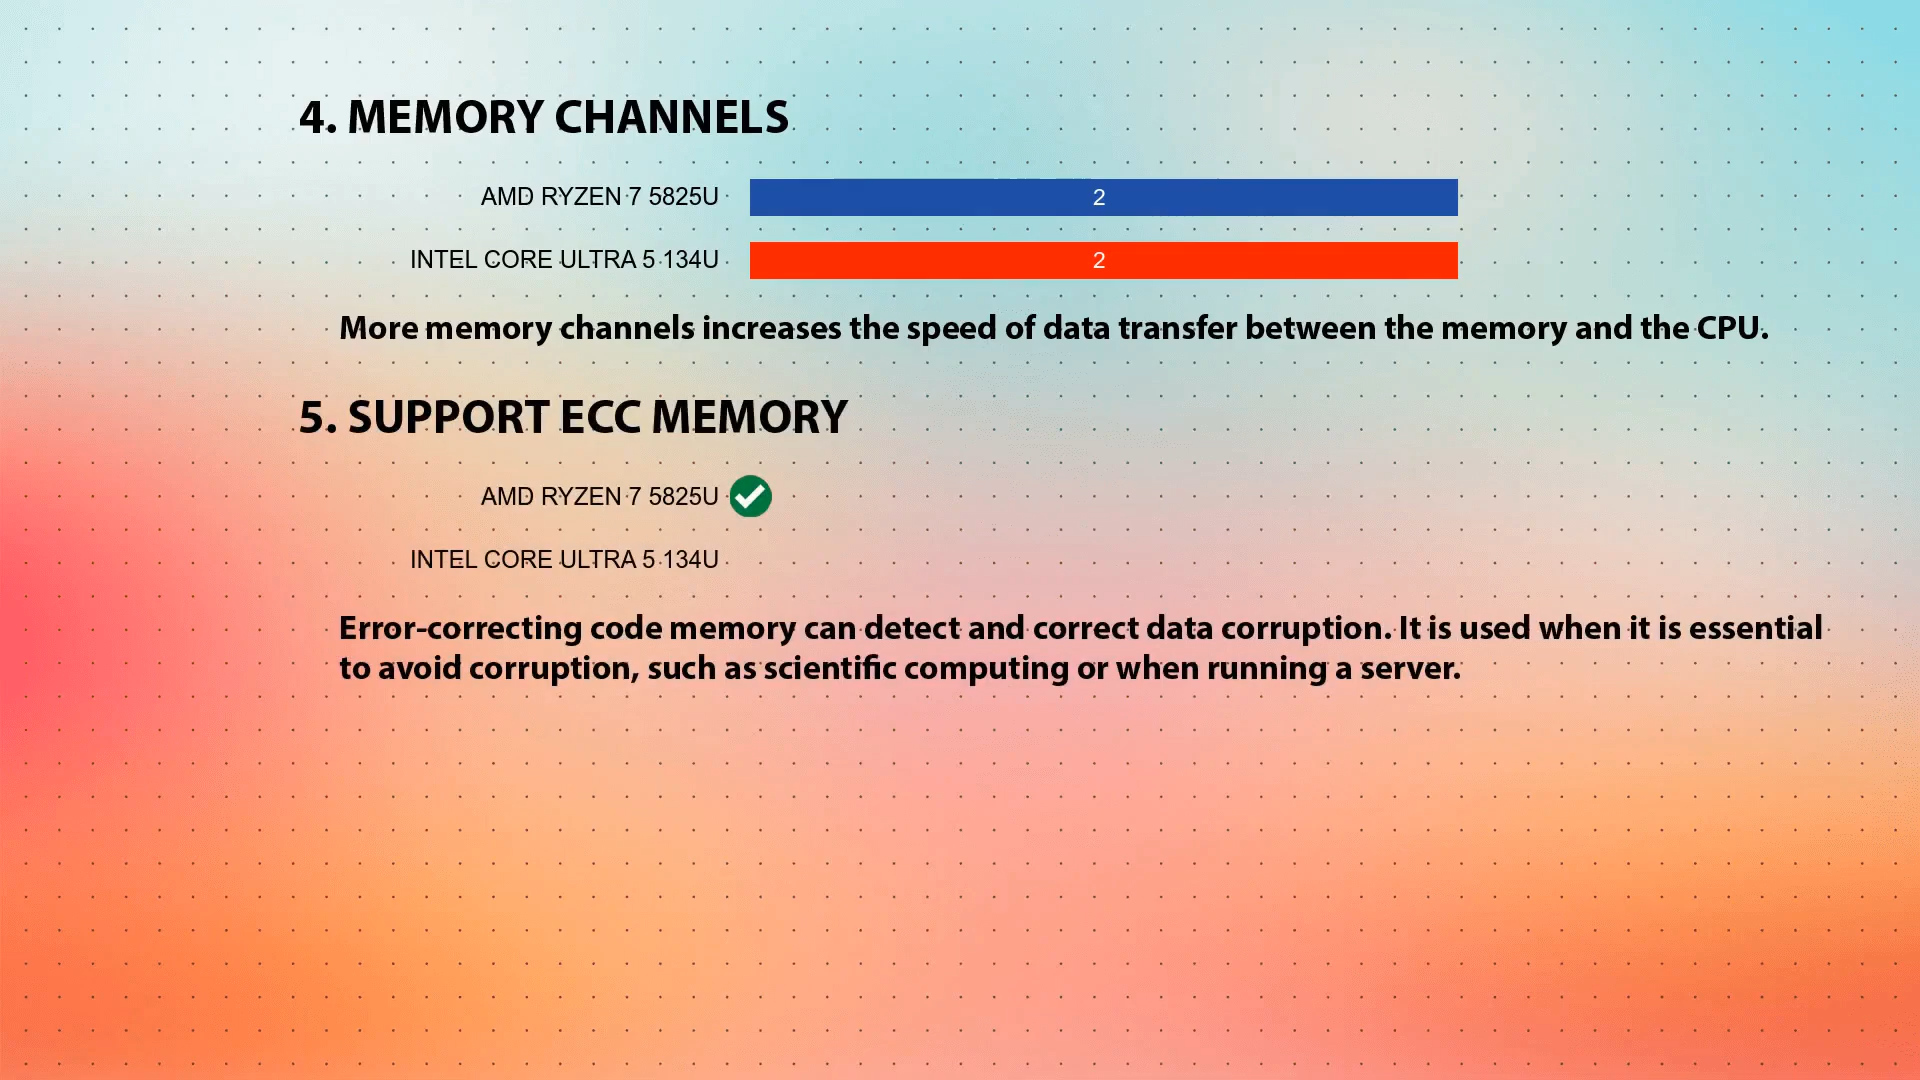 4. MEMORY CHANNELS
AMD RYZEN 7 5825U
2
INTEL CORE ULTRA 5 134U
2
More memory channels increases the speed of data transfer between the memory and the CPU.
5. SUPPORT ECC MEMORY
AMD RYZEN 7 5825U
INTEL CORE ULTRA 5 134U
Error-correcting code memory can detect and correct data corruption. It is used when it is essential
to avoid corruption, such as scientific computing or when running a server.